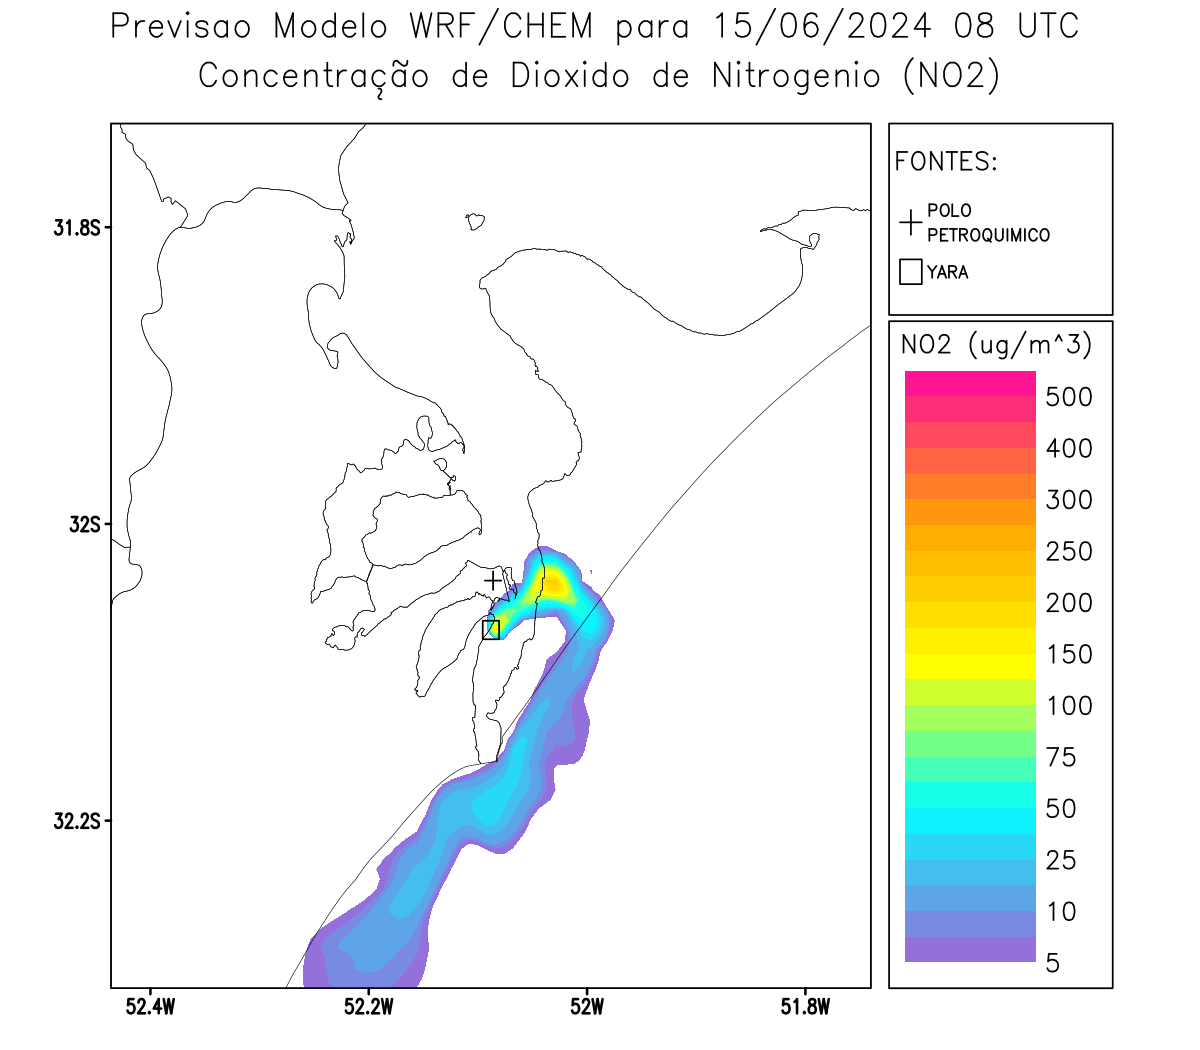 Previsao Modelo WRF/CHEM para 15/06/2024 08 UTC
Concentração de Dioxido de Nitrogenio (NO2)
FONTES:
POLO
PETROQUIMICO
YARA
NO2 (ug/m^3)
500
400
300
250
200
150
100
75
50
25
10
5
31.8S
32S
32.2S
52.4W
52.2W
52W
51.8W